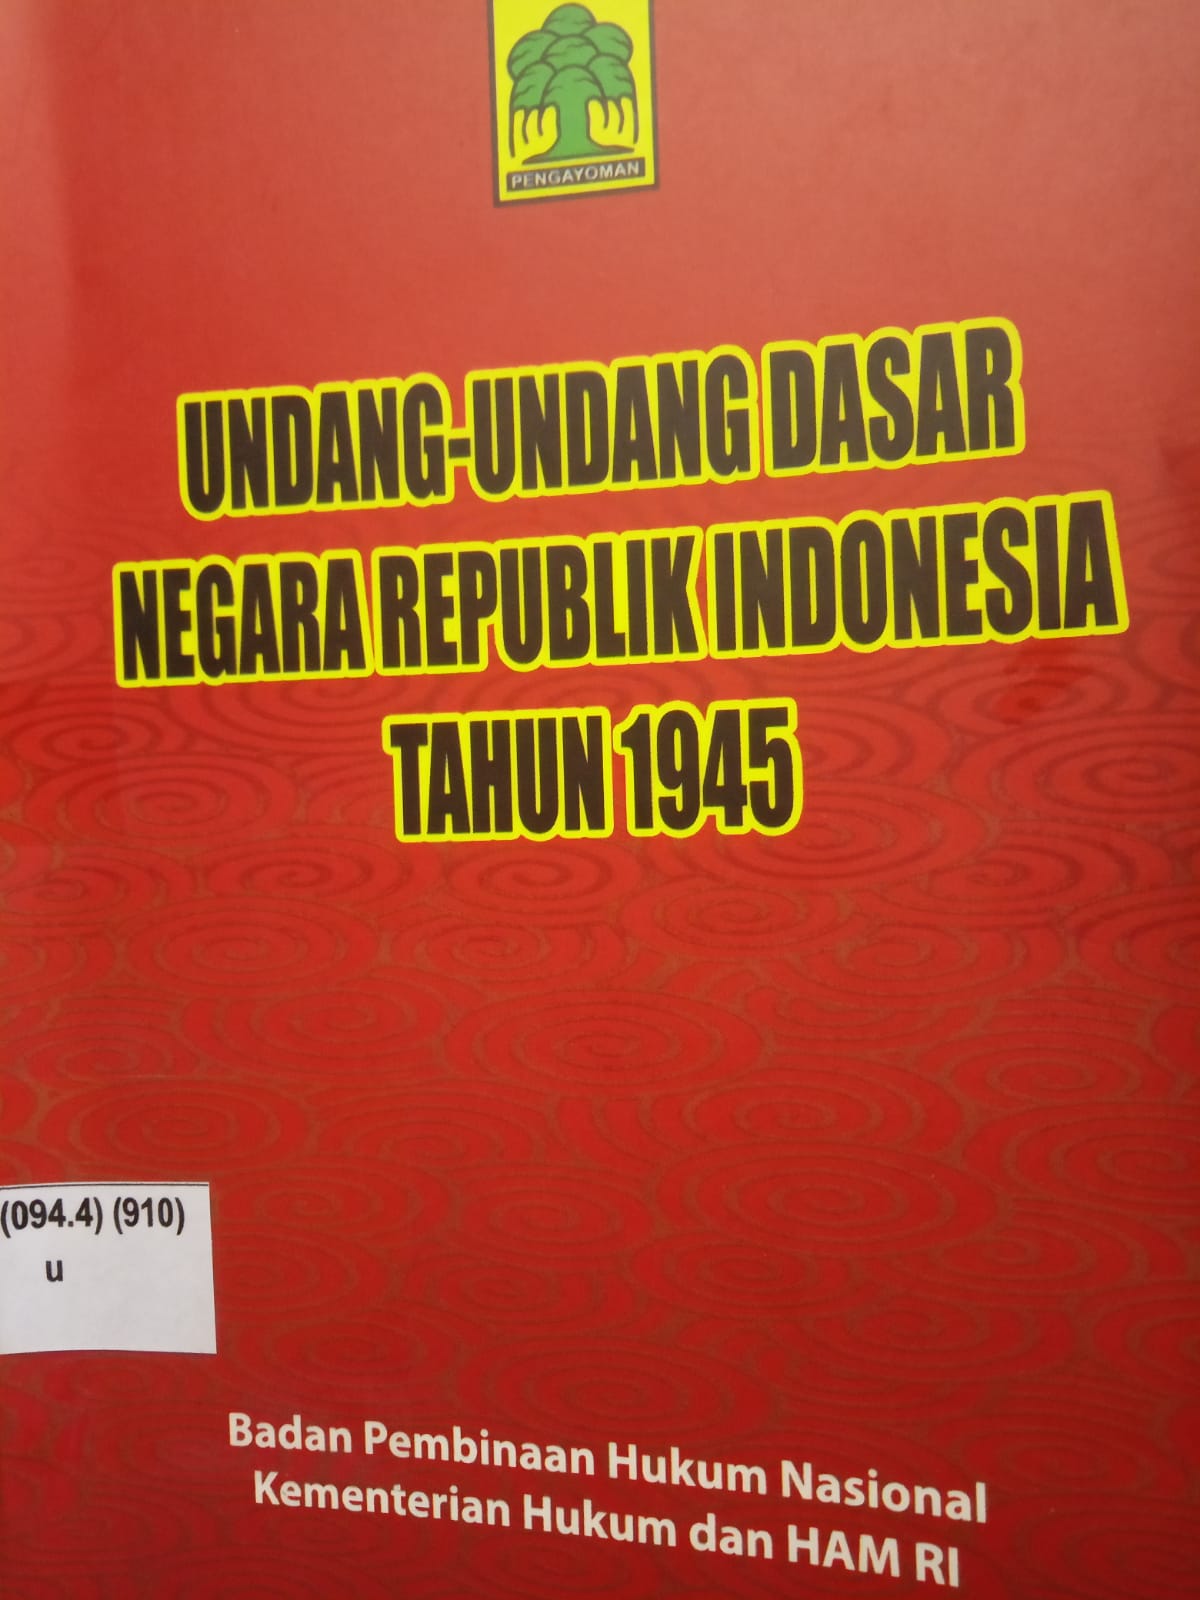 PENGAYOMAN
UNDANG-UNDANG DASAR
NEGARA REPUBLIK INDONESIA
TAHUN 1945
(094.4) (910)
u
Badan Pembinaan Hukum Nasional
Kementerian Hukum dan HAM RI